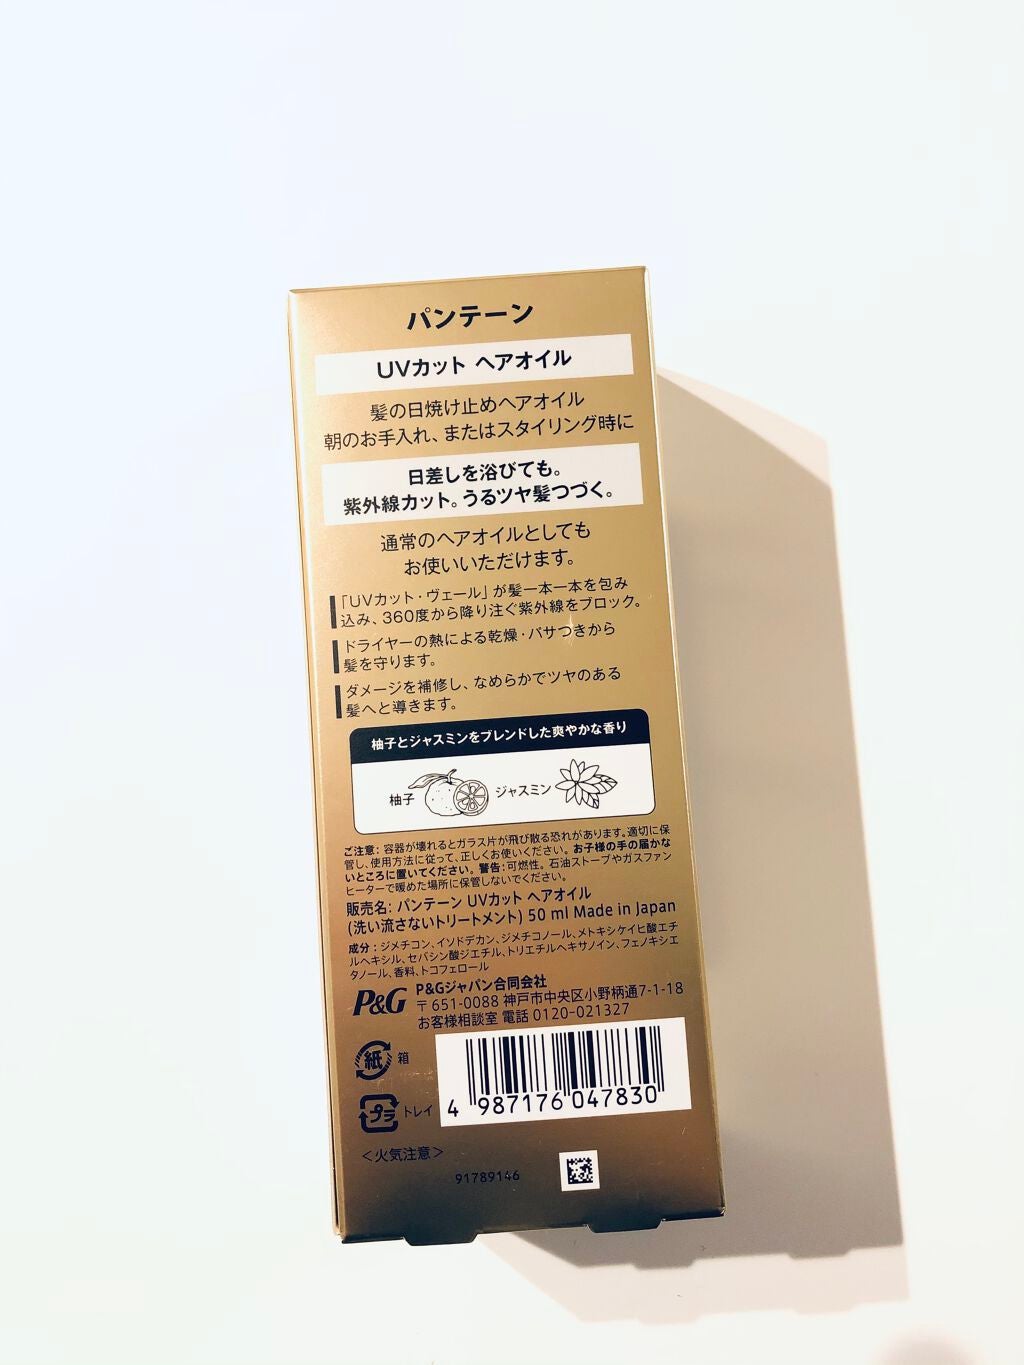 パンテーン
UVカット ヘアオイル
髪の日焼け止めヘアオイル
朝のお手入れ、またはスタイリング時に
日差しを浴びても。
紫外線カット。うるツヤ髪つづく。
通常のヘアオイルとしても
お使いいただけます。
「UVカット・ヴェール」が髪一本一本を包み
込み、360度から降り注ぐ紫外線をブロック。
ドライヤーの熱による乾燥・パサつきから
髪を守ります。
ダメージを補修し、なめらかでツヤのある
髪へと導きます。
柚子とジャスミンをブレンドした爽やかな香り
柚子 ジャスミン
ご注意: 容器が壊れるとガラス片が飛び散る恐れがあります。適切に保
管し、使用方法に従って、正しくお使いください。お子様の手の届かな
いところに置いてください。警告:可燃性。石油ストーブやガスファン
ヒーターで暖めた場所に保管しないでください。
販売名: パンテーン UVカット ヘアオイル
(洗い流さないトリートメント) 50 ml Made in Japan
成分：ジメチコン、イソドデカン、ジメチコノール、メトキシケイヒ酸エチ
ルヘキシル、セバシン酸ジエチル、トリエチルヘキサノイン、フェノキシエ
タノール、香料、トコフェロール
P&G P&Gジャパン合同会社
〒651-0088 神戸市中央区小野柄通7-1-18
お客様相談室 電話 0120-021327
紙 箱
プラ トレイ
4 987176 047830
＜火気注意＞
91789146